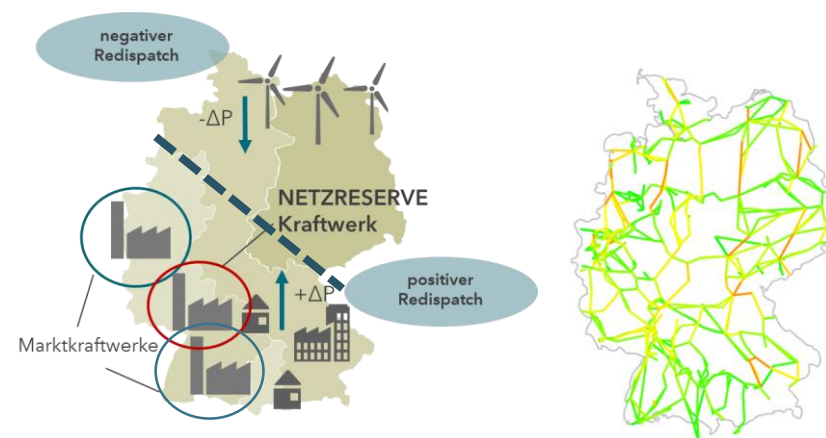 negativer
Redispatch
-ΔP
NETZRESERVE
Kraftwerk
+ΔP
positiver
Redispatch
Marktkraftwerke